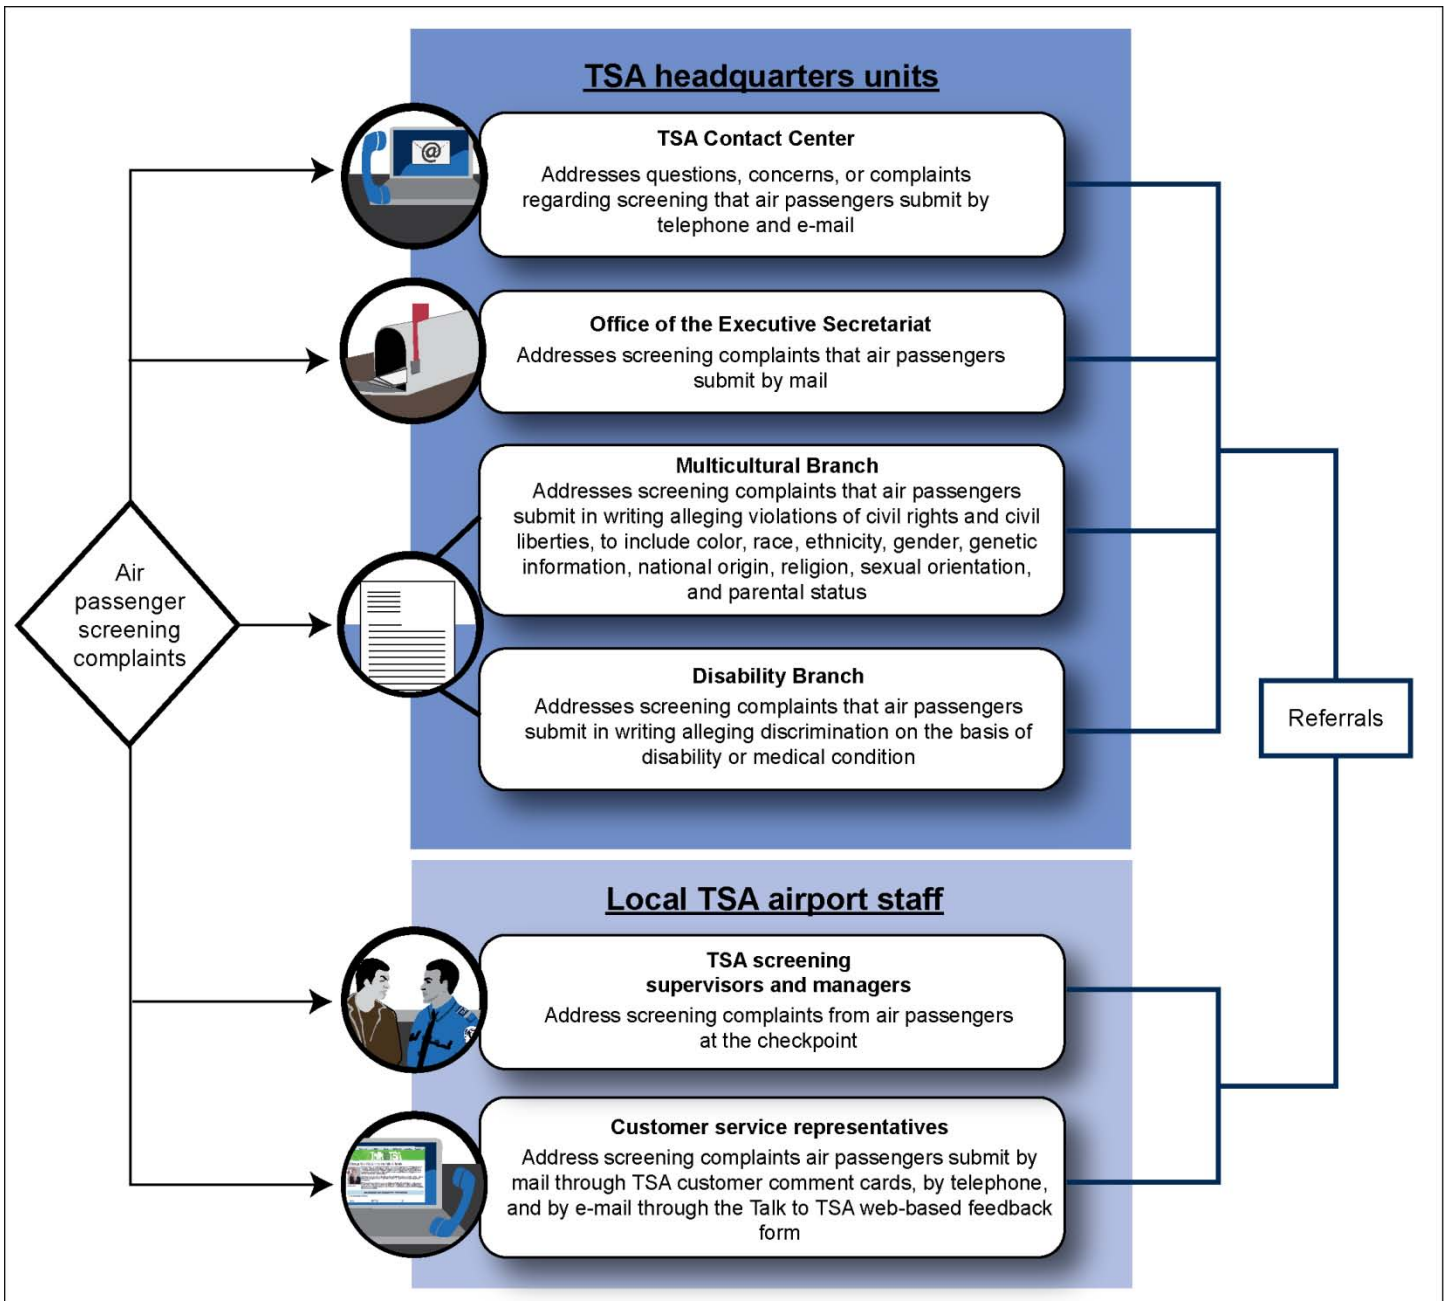 TSA headquarters units
TSA Contact Center
Addresses questions, concerns, or complaints
regarding screening that air passengers submit by
telephone and e-mail
@
Office of the Executive Secretariat
Addresses screening complaints that air passengers
submit by mail
Multicultural Branch
Addresses screening complaints that air passengers
submit in writing alleging violations of civil rights and civil
liberties, to include color, race, ethnicity, gender, genetic
information, national origin, religion, sexual orientation,
and parental status
Air
passenger
screening
complaints
Disability Branch
Addresses screening complaints that air passengers
submit in writing alleging discrimination on the basis of
disability or medical condition
Referrals
Local TSA airport staff
TSA screening
supervisors and managers
Address screening complaints from air passengers
at the checkpoint
Customer service representatives
Address screening complaints air passengers submit by
mail through TSA customer comment cards, by telephone,
and by e-mail through the Talk to TSA web-based feedback
form